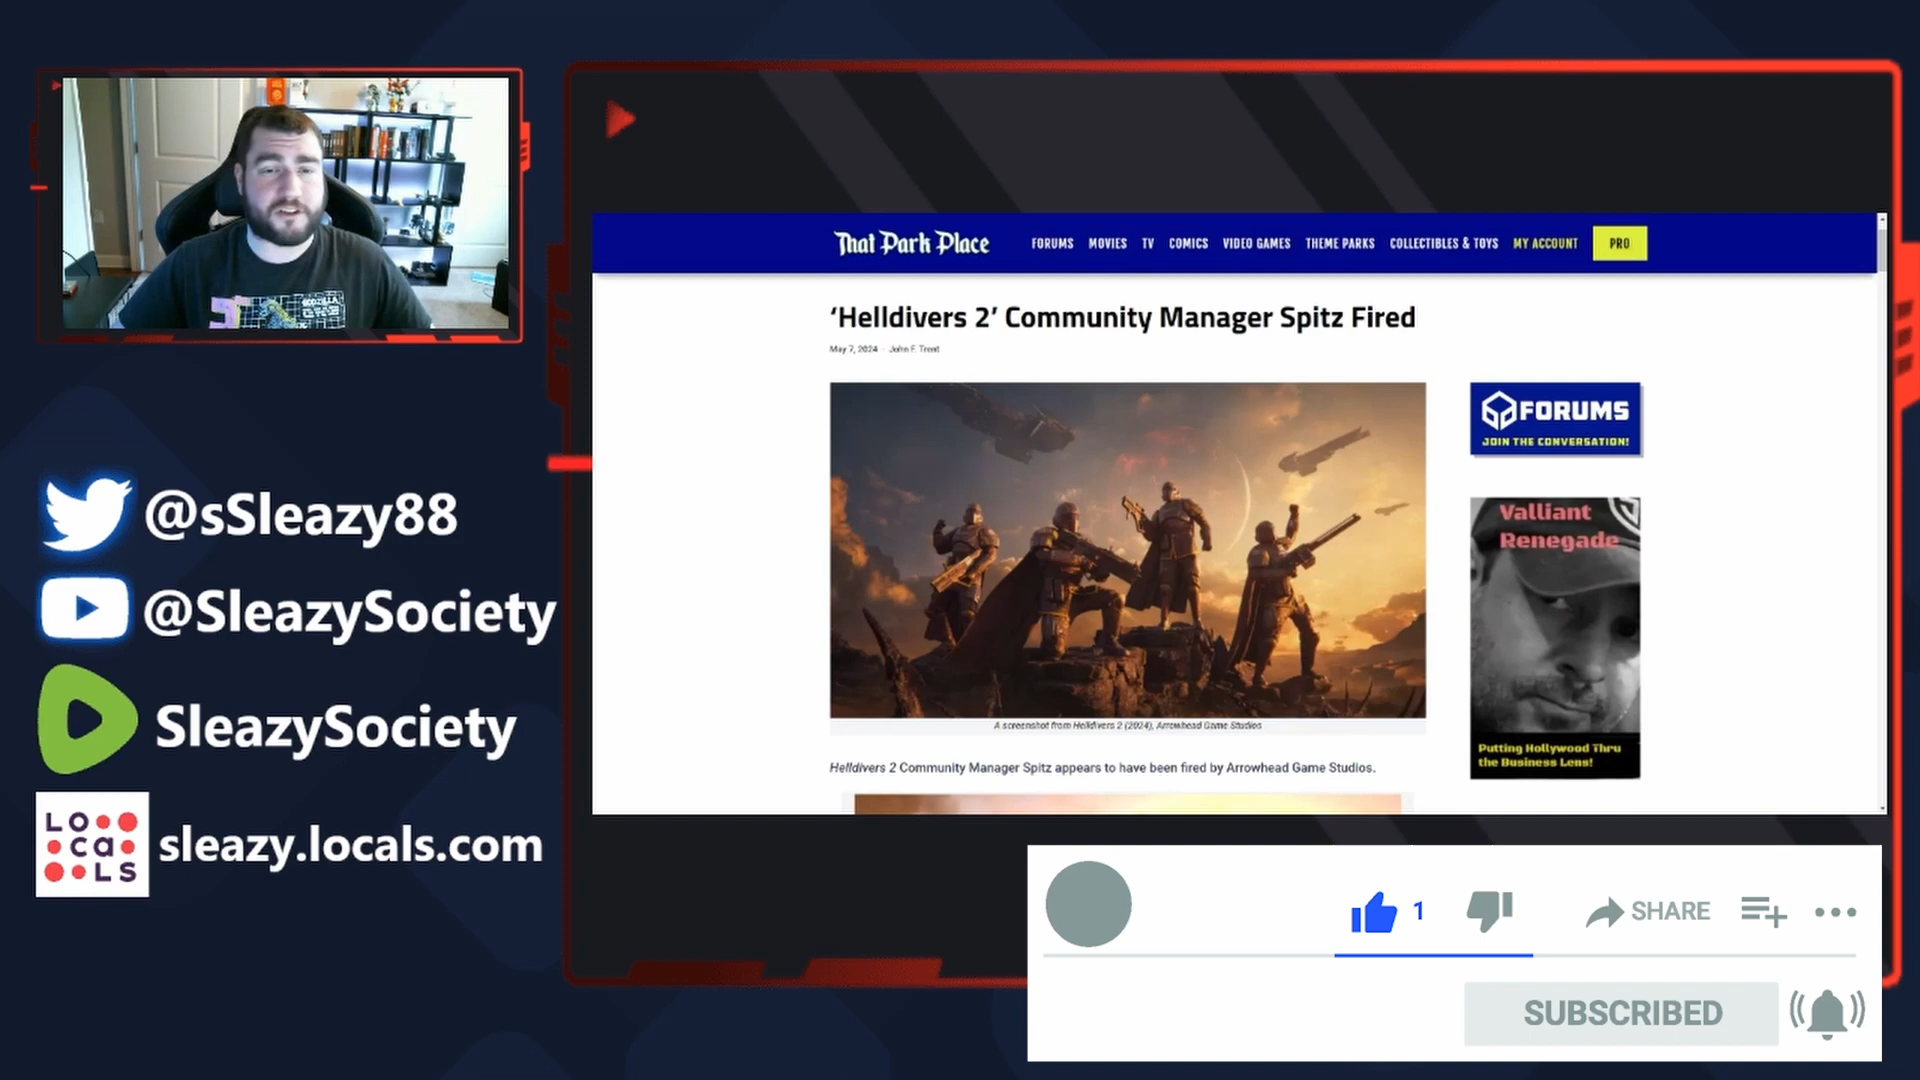 @sSleazy88
@SleazySociety
SleazySociety
LOcaLS
sleazy.locals.com
That Park Place
FORUMS MOVIES TV COMICS VIDEO GAMES THEME PARKS COLLECTIBLES & TOYS MY ACCOUNT PRO
‘Helldivers 2’ Community Manager Spitz Fired
May 7, 2024 · John F. Trent
FORUMS
JOIN THE CONVERSATION!
Valliant
Renegade
Putting Hollywood Thru
the Business Lens!
A screenshot from Helldivers 2 (2024), Arrowhead Game Studios
Helldivers 2 Community Manager Spitz appears to have been fired by Arrowhead Game Studios.
1
SHARE
SUBSCRIBED